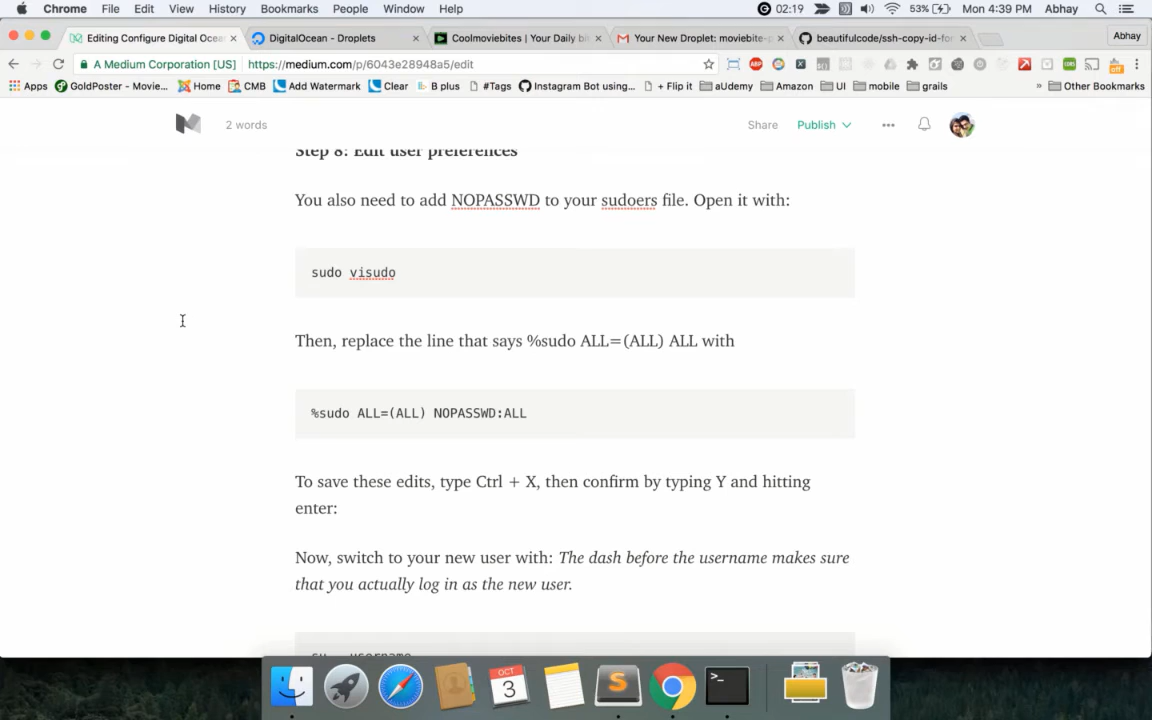 Chrome File Edit View History Bookmarks People Window Help 02:19 53% Mon 4:39 PM Abhay
Editing Configure Digital Ocea
DigitalOcean - Droplets
Coolmoviebites | Your Daily bi
Your New Droplet: moviebite-
beautifulcode/ssh-copy-id-for
Abhay
A Medium Corporation [US] https://medium.com/p/6043e28948a5/edit
Apps GoldPoster - Movie... Home CMB Add Watermark Clear B plus #Tags Instagram Bot using... + Flip it aUdemy Amazon UI mobile grails » Other Bookmarks
2 words Share Publish
Step 8: Edit user preferences
You also need to add NOPASSWD to your sudoers file. Open it with:
sudo visudo
Then, replace the line that says %sudo ALL=(ALL) ALL with
%sudo ALL=(ALL) NOPASSWD:ALL
To save these edits, type Ctrl + X, then confirm by typing Y and hitting
enter:
Now, switch to your new user with: The dash before the username makes sure
that you actually log in as the new user.
OCT
3